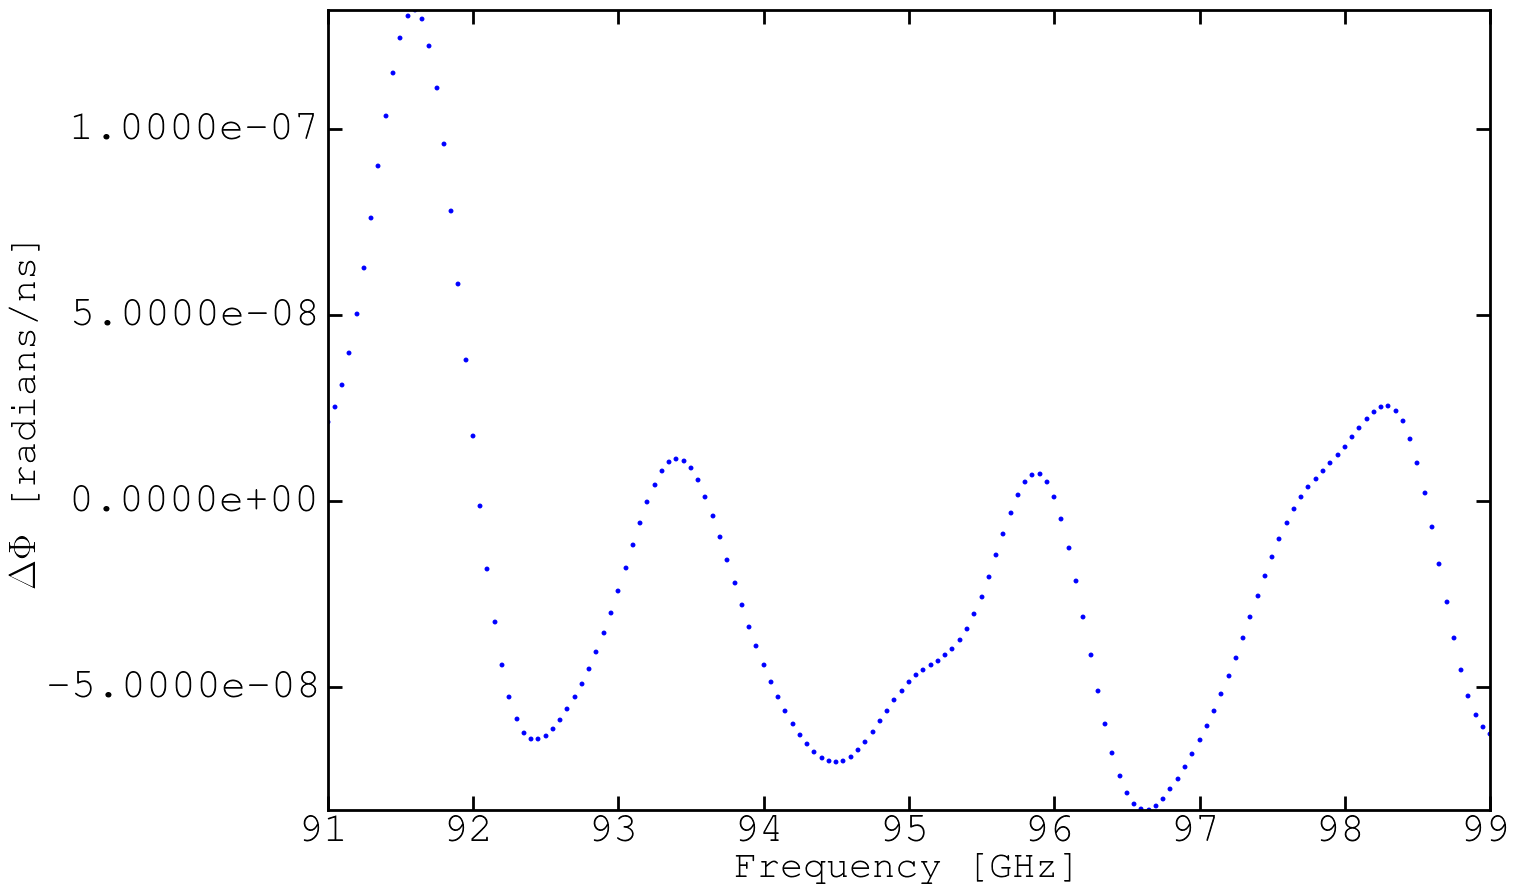 1.0000e−07
5.0000e−08
0.0000e+00
−5.0000e−08
ΔΦ [radians/ns]
91 92 93 94 95 96 97 98 99
Frequency [GHz]